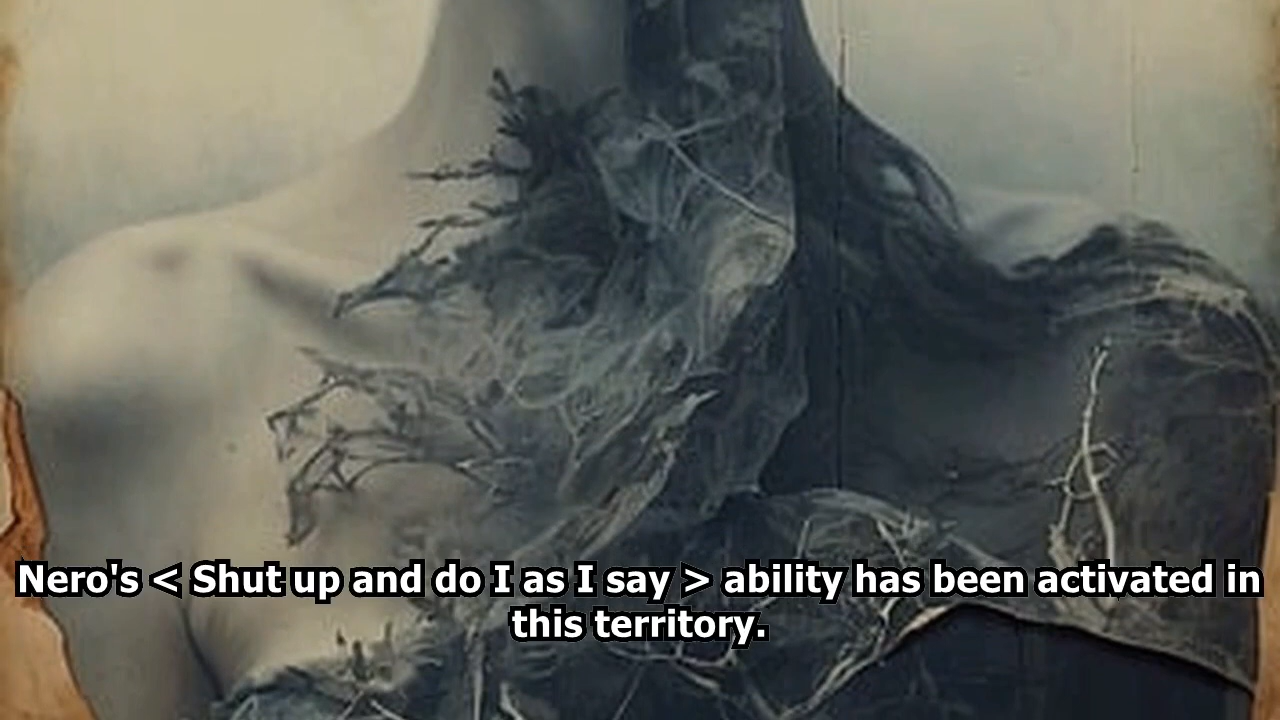 Nero's < Shut up and do I as I say > ability has been activated in
this territory.